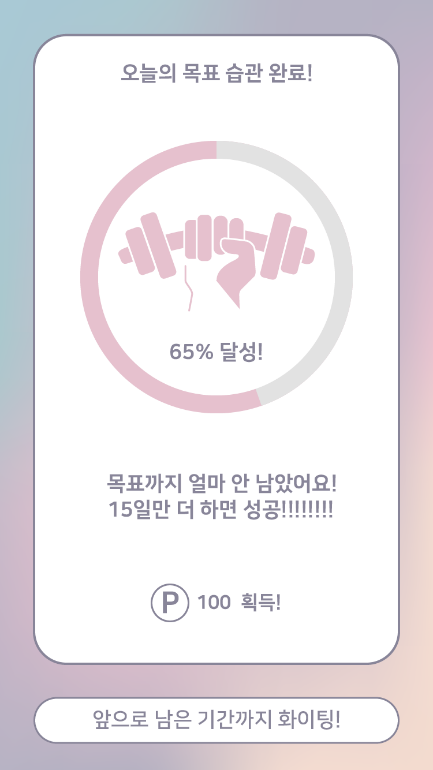 오늘의 목표 습관 완료!
65% 달성!
목표까지 얼마 안 남았어요!
15일만 더 하면 성공!!!!!!!!
P 100 획득!
앞으로 남은 기간까지 화이팅!